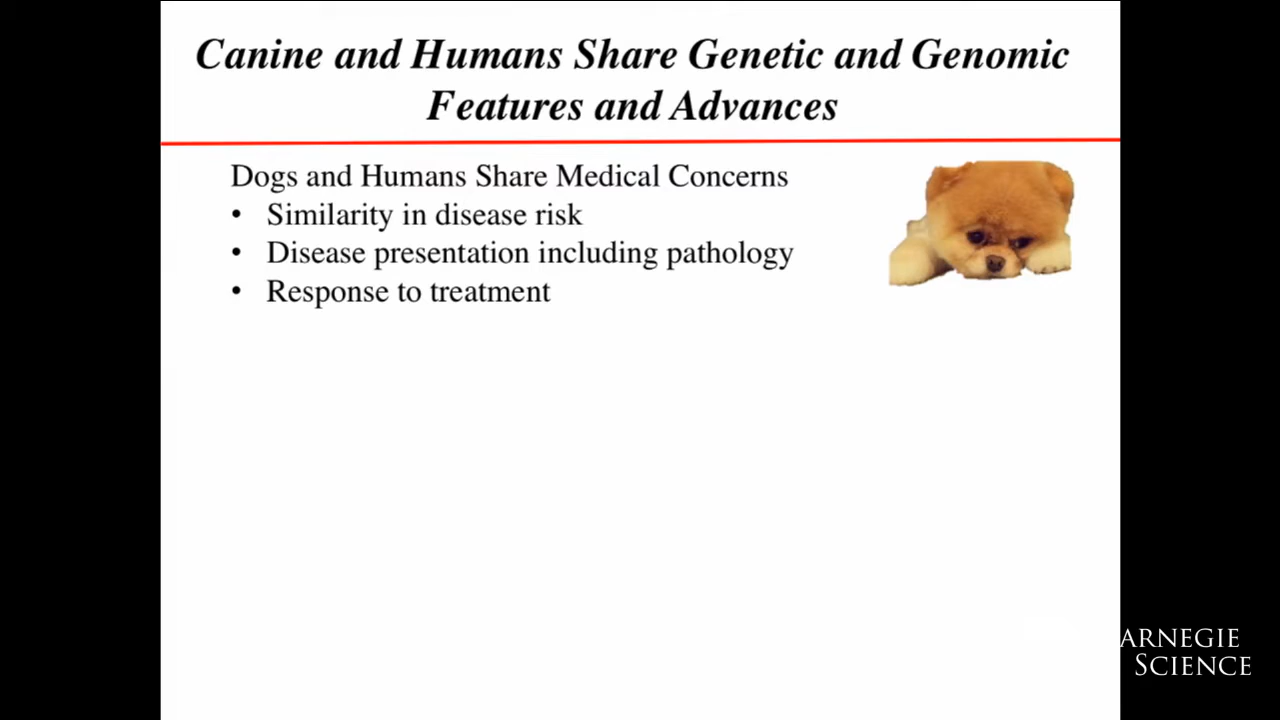 Canine and Humans Share Genetic and Genomic
Features and Advances
Dogs and Humans Share Medical Concerns
• Similarity in disease risk
• Disease presentation including pathology
• Response to treatment
ARNEGIE
SCIENCE